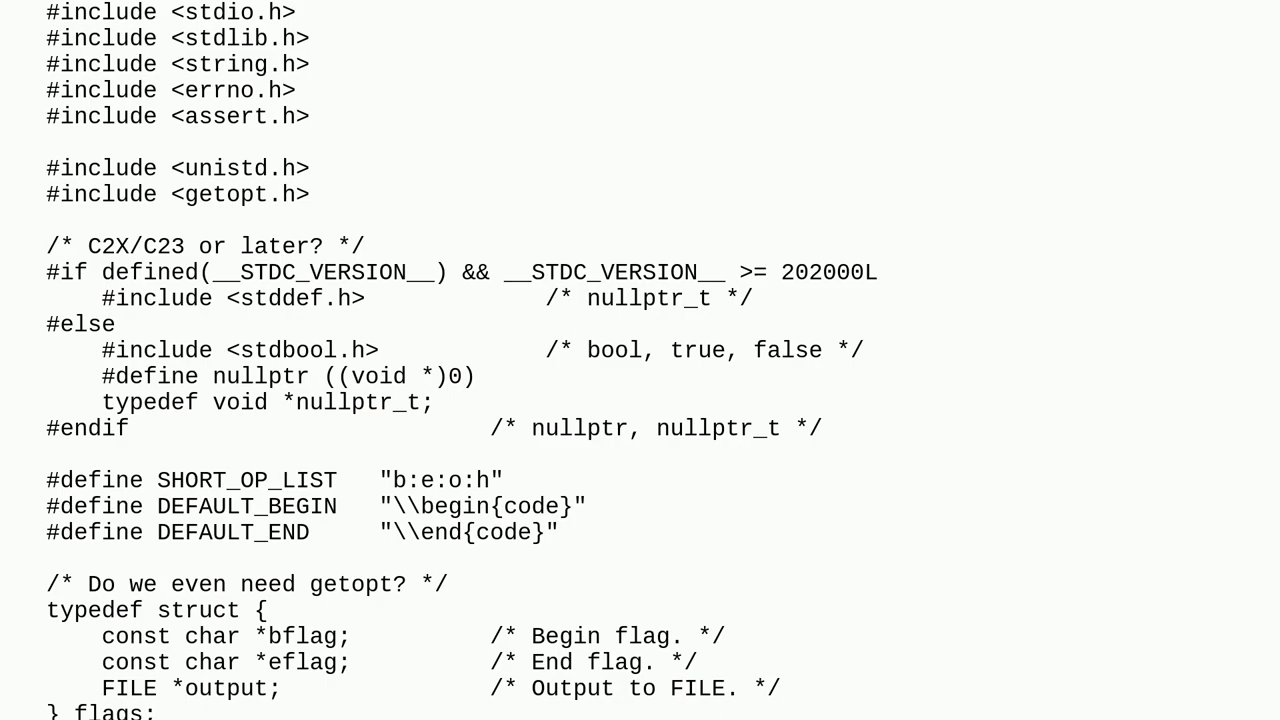 #include <stdio.h>
#include <stdlib.h>
#include <string.h>
#include <errno.h>
#include <assert.h>

#include <unistd.h>
#include <getopt.h>

/* C2X/C23 or later? */
#if defined(__STDC_VERSION__) && __STDC_VERSION__ >= 202000L
    #include <stddef.h>             /* nullptr_t */
#else
    #include <stdbool.h>            /* bool, true, false */
    #define nullptr ((void *)0)
    typedef void *nullptr_t;
#endif                          /* nullptr, nullptr_t */

#define SHORT_OP_LIST   "b:e:o:h"
#define DEFAULT_BEGIN   "\\begin{code}"
#define DEFAULT_END     "\\end{code}"

/* Do we even need getopt? */
typedef struct {
    const char *bflag;          /* Begin flag. */
    const char *eflag;          /* End flag. */
    FILE *output;               /* Output to FILE. */
} flags;